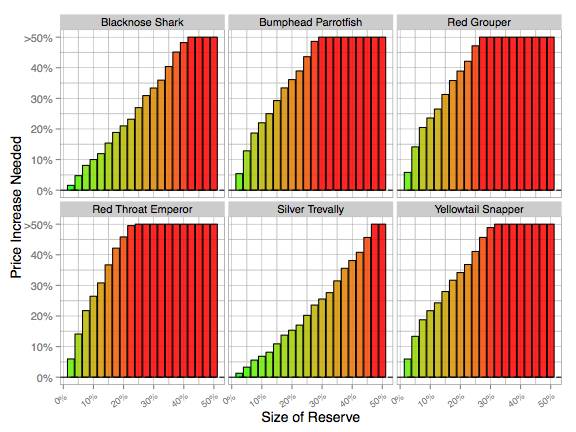 Blacknose Shark Bumphead Parrotfish Red Grouper
>50%
40%
30%
20%
10%
0%
Price Increase Needed
Red Throat Emperor Silver Trevally Yellowtail Snapper
>50%
40%
30%
20%
10%
0%
0% 10% 20% 30% 40% 50% 0% 10% 20% 30% 40% 50% 0% 10% 20% 30% 40% 50%
Size of Reserve